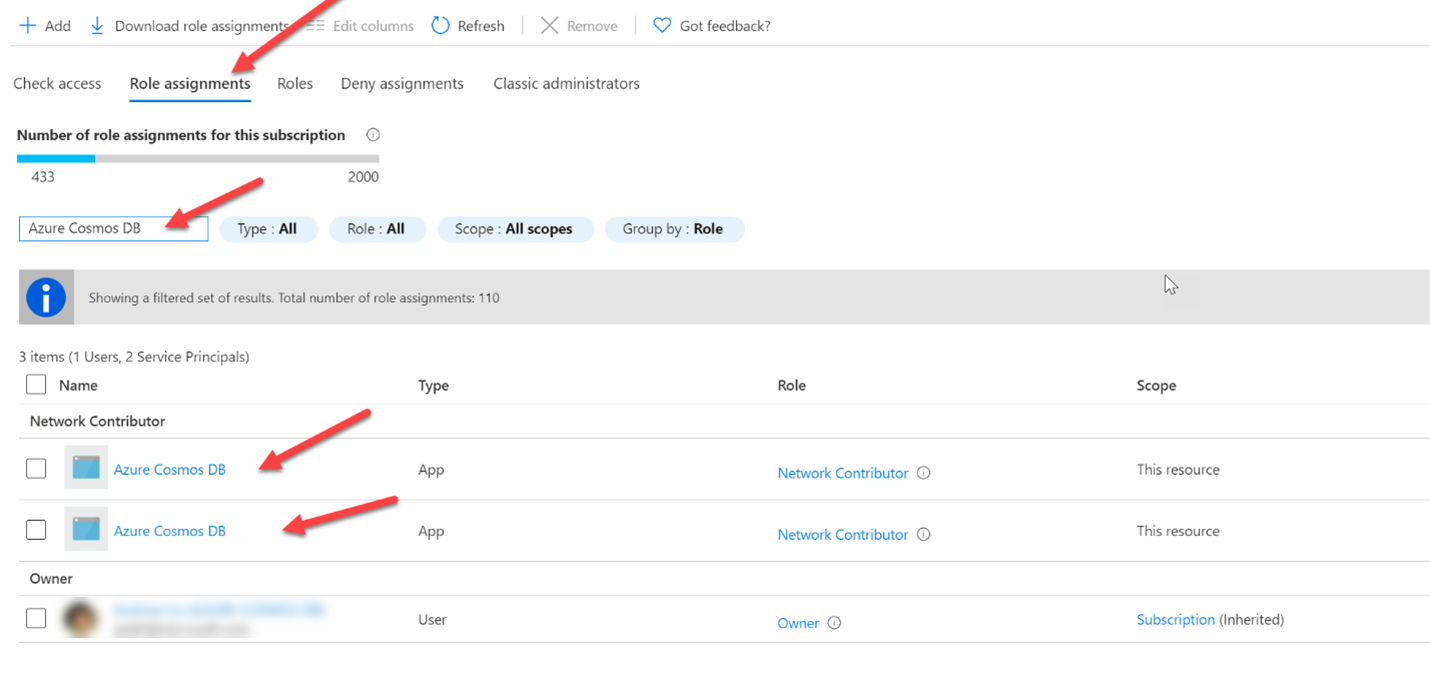 Add Download role assignments Edit columns Refresh Remove Got feedback?
Check access Role assignments Roles Deny assignments Classic administrators
Number of role assignments for this subscription
433 2000
Azure Cosmos DB Type : All Role : All Scope : All scopes Group by : Role
Showing a filtered set of results. Total number of role assignments: 110
3 items (1 Users, 2 Service Principals)
Name Type Role Scope
Network Contributor
Azure Cosmos DB App Network Contributor This resource
Azure Cosmos DB App Network Contributor This resource
Owner
User Owner Subscription (Inherited)